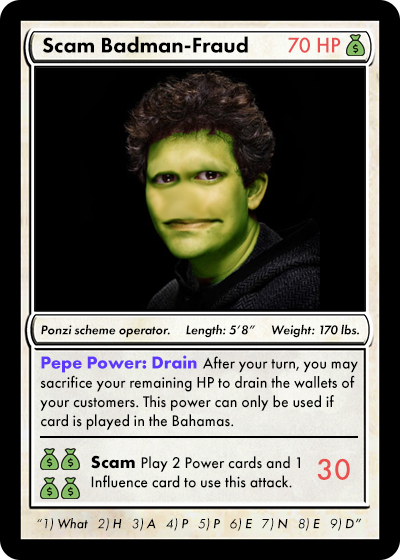 Scam Badman-Fraud 70 HP $
Ponzi scheme operator. Length: 5’8” Weight: 170 lbs.
Pepe Power: Drain After your turn, you may
sacrifice your remaining HP to drain the wallets of
your customers. This power can only be used if
card is played in the Bahamas.
$ $
Scam Play 2 Power cards and 1
Influence card to use this attack.
30
$ $
“1) What 2) H 3) A 4) P 5) P 6) E 7) N 8) E 9) D”